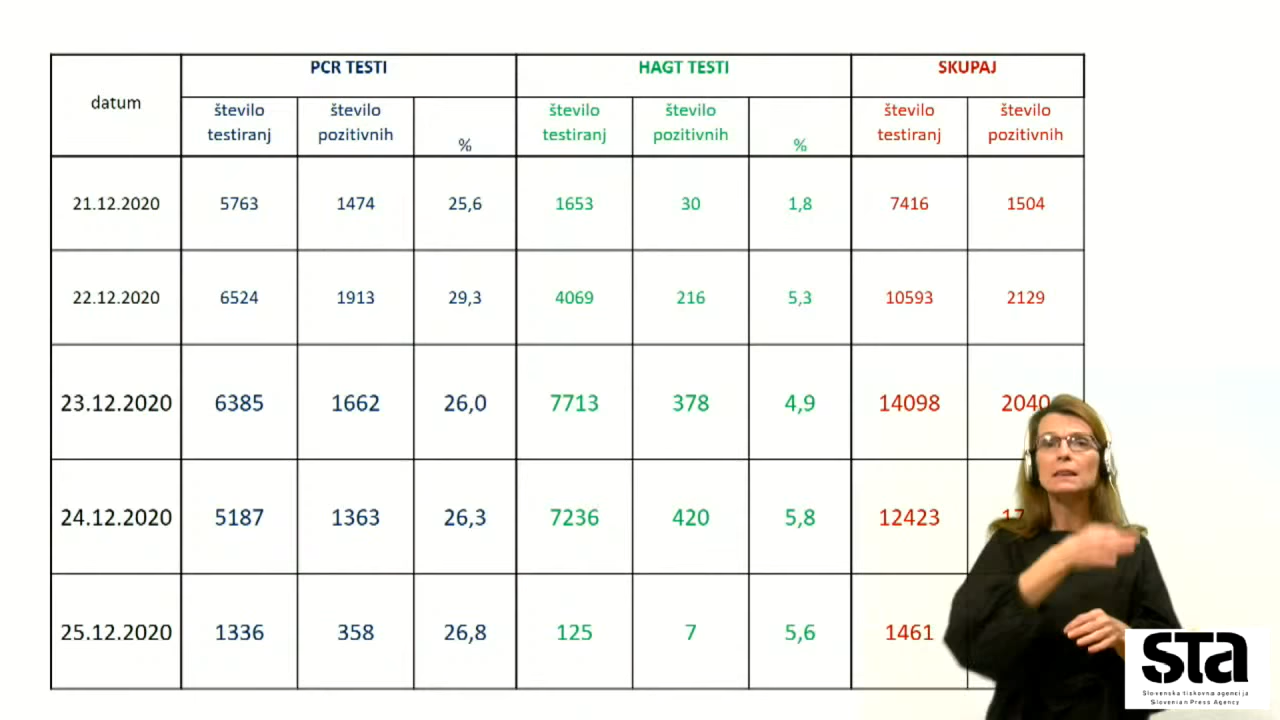 datum PCR TESTI HAGT TESTI SKUPAJ
število testiranj število pozitivnih % število testiranj število pozitivnih % število testiranj število pozitivnih
21.12.2020 5763 1474 25,6 1653 30 1,8 7416 1504
22.12.2020 6524 1913 29,3 4069 216 5,3 10593 2129
23.12.2020 6385 1662 26,0 7713 378 4,9 14098 2040
24.12.2020 5187 1363 26,3 7236 420 5,8 12423
25.12.2020 1336 358 26,8 125 7 5,6 1461
sta
Slovenska tiskovna agencija
Slovenian Press Agency